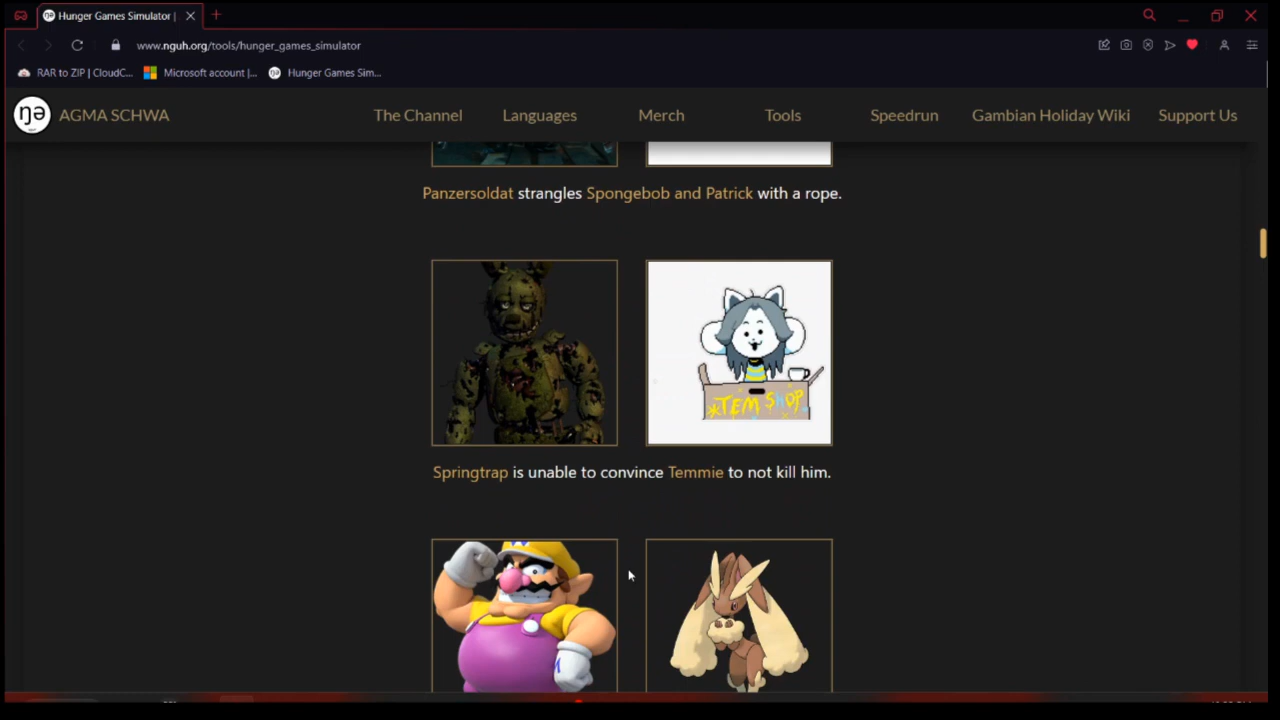 Hunger Games Simulator |
www.nguh.org/tools/hunger_games_simulator
RAR to ZIP | CloudC... Microsoft account |... Hunger Games Sim...
ŋə AGMA SCHWA The Channel Languages Merch Tools Speedrun Gambian Holiday Wiki Support Us
Panzersoldat strangles Spongebob and Patrick with a rope.
*TEM SHOP
Springtrap is unable to convince Temmie to not kill him.